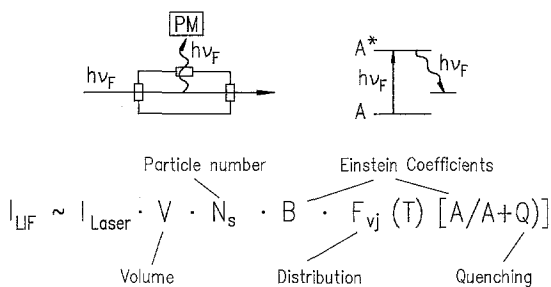 PM
hν_F
hν_F
A*
hν_F
hν_F
A
Particle number
Einstein Coefficients
I_LIF ~ I_Laser · V · N_s · B · F_vj (T) [A/A+Q)]
Volume
Distribution
Quenching